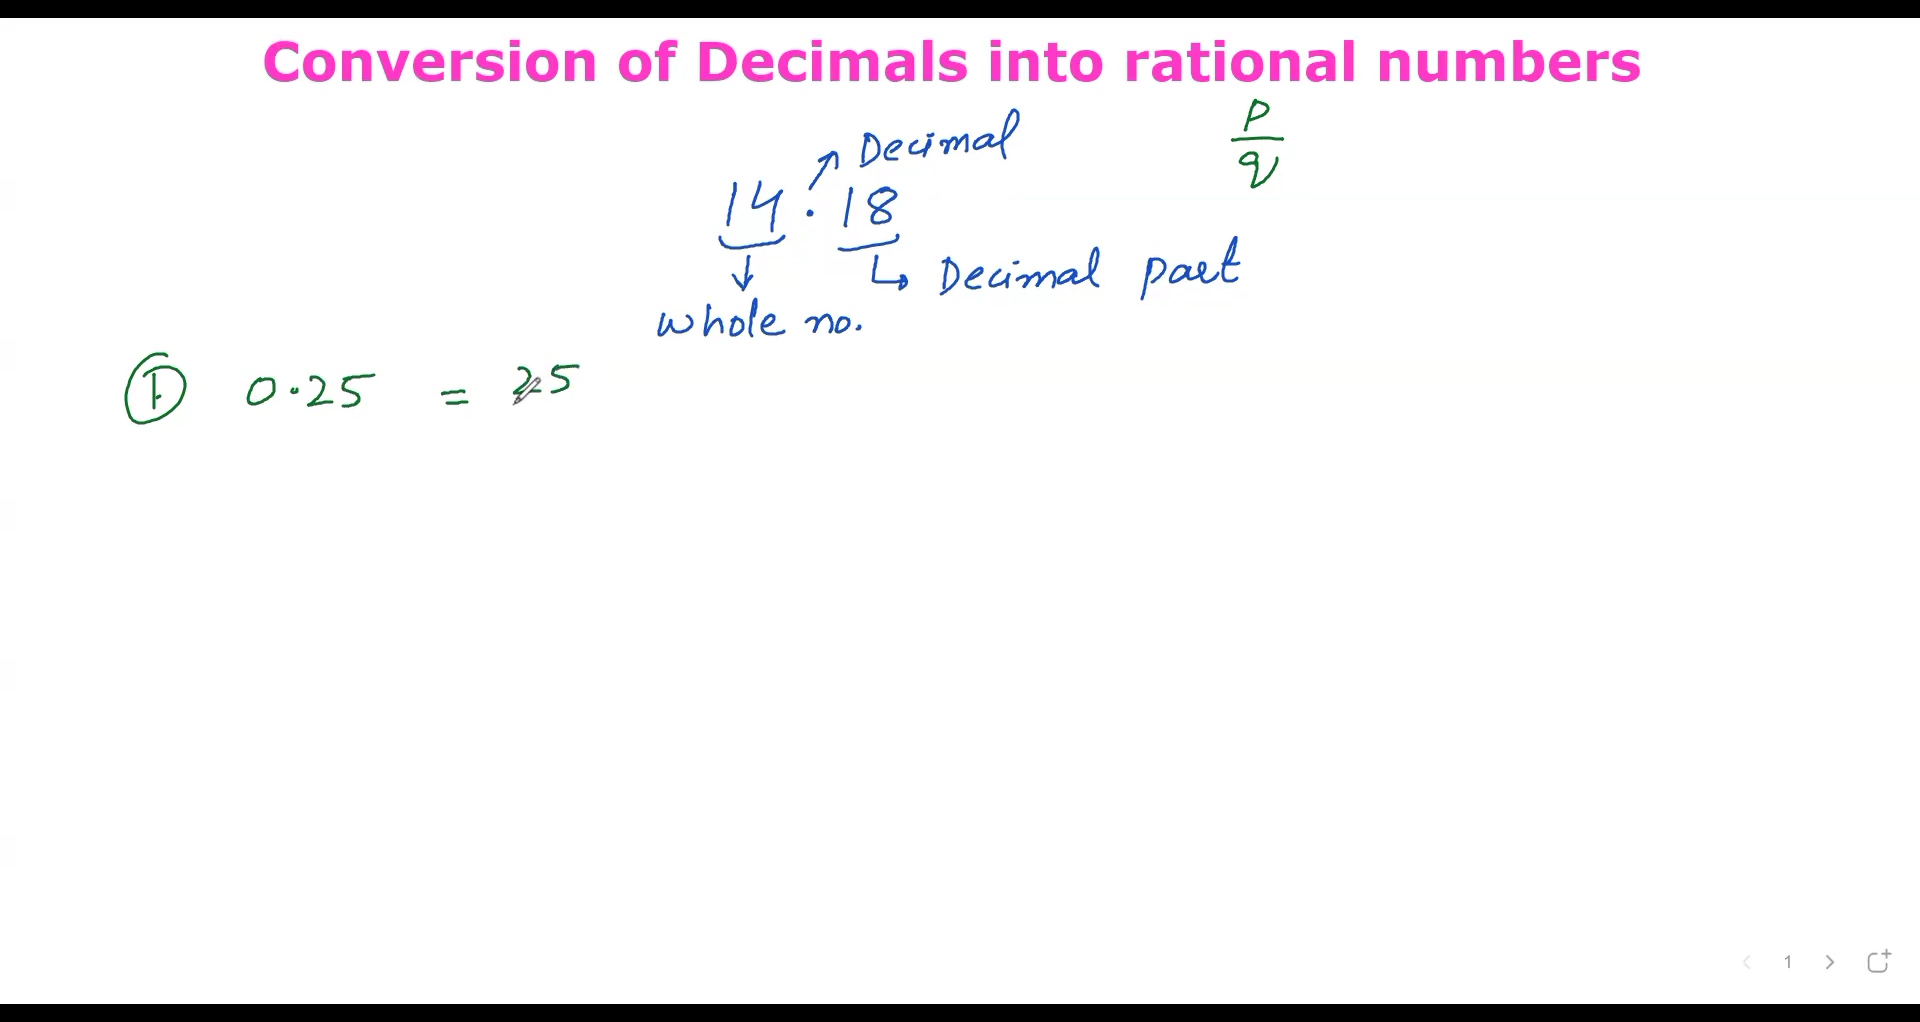 Conversion of Decimals into rational numbers
P
q
Decimal
14.18
Decimal part
whole no.
1. 0.25 = 25
1